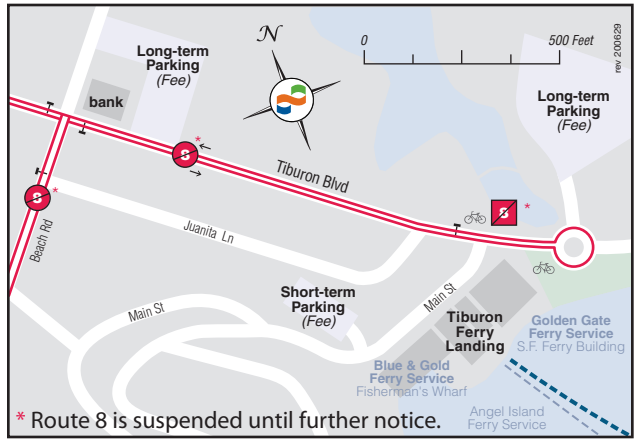 N
0
500 Feet
rev 200629
Long-term
Parking
(Fee)
bank
Long-term
Parking
(Fee)
8
*
Tiburon Blvd
8
*
8
*
Beach Rd
Juanita Ln
Main St
Short-term
Parking
(Fee)
Main St
Tiburon
Ferry
Landing
Golden Gate
Ferry Service
S.F. Ferry Building
Blue & Gold
Ferry Service
Fisherman's Wharf
Angel Island
Ferry Service
* Route 8 is suspended until further notice.